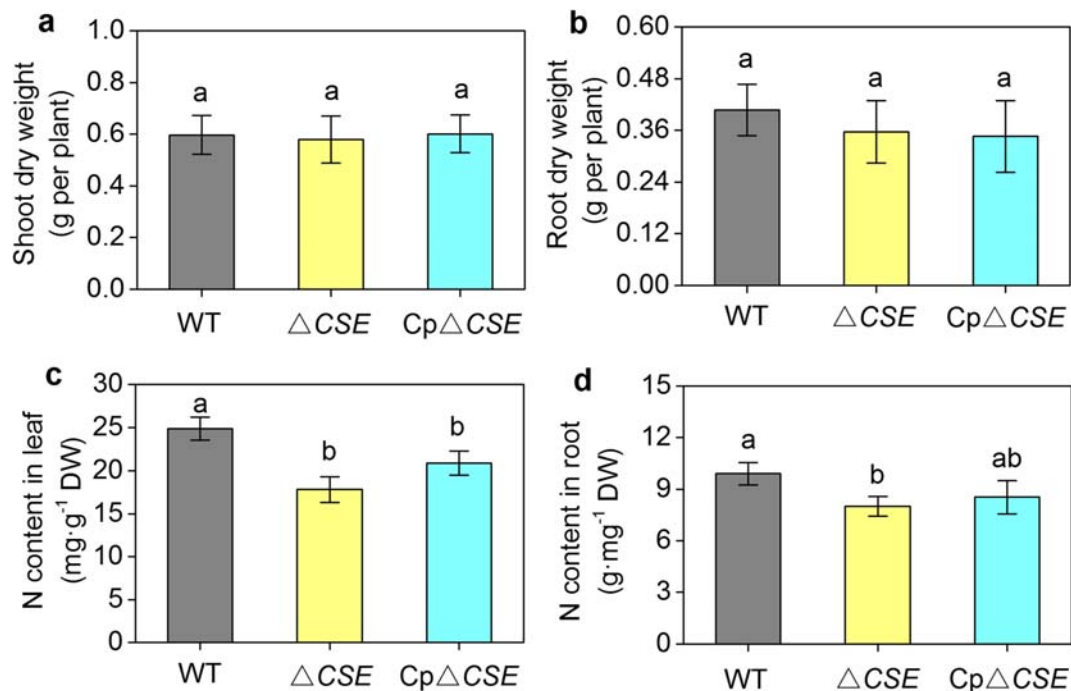 a
Shoot dry weight
(g per plant)
1.0
0.8
0.6
0.4
0.2
0.0
a
a
a
WT
△CSE
Cp△CSE
b
Root dry weight
(g per plant)
0.60
0.48
0.36
0.24
0.12
0.00
a
a
a
WT
△CSE
Cp△CSE
c
N content in leaf
(mg·g⁻¹ DW)
30
25
20
15
10
5
0
a
b
b
WT
△CSE
Cp△CSE
d
N content in root
(g·mg⁻¹ DW)
15
12
9
6
3
0
a
b
ab
WT
△CSE
Cp△CSE